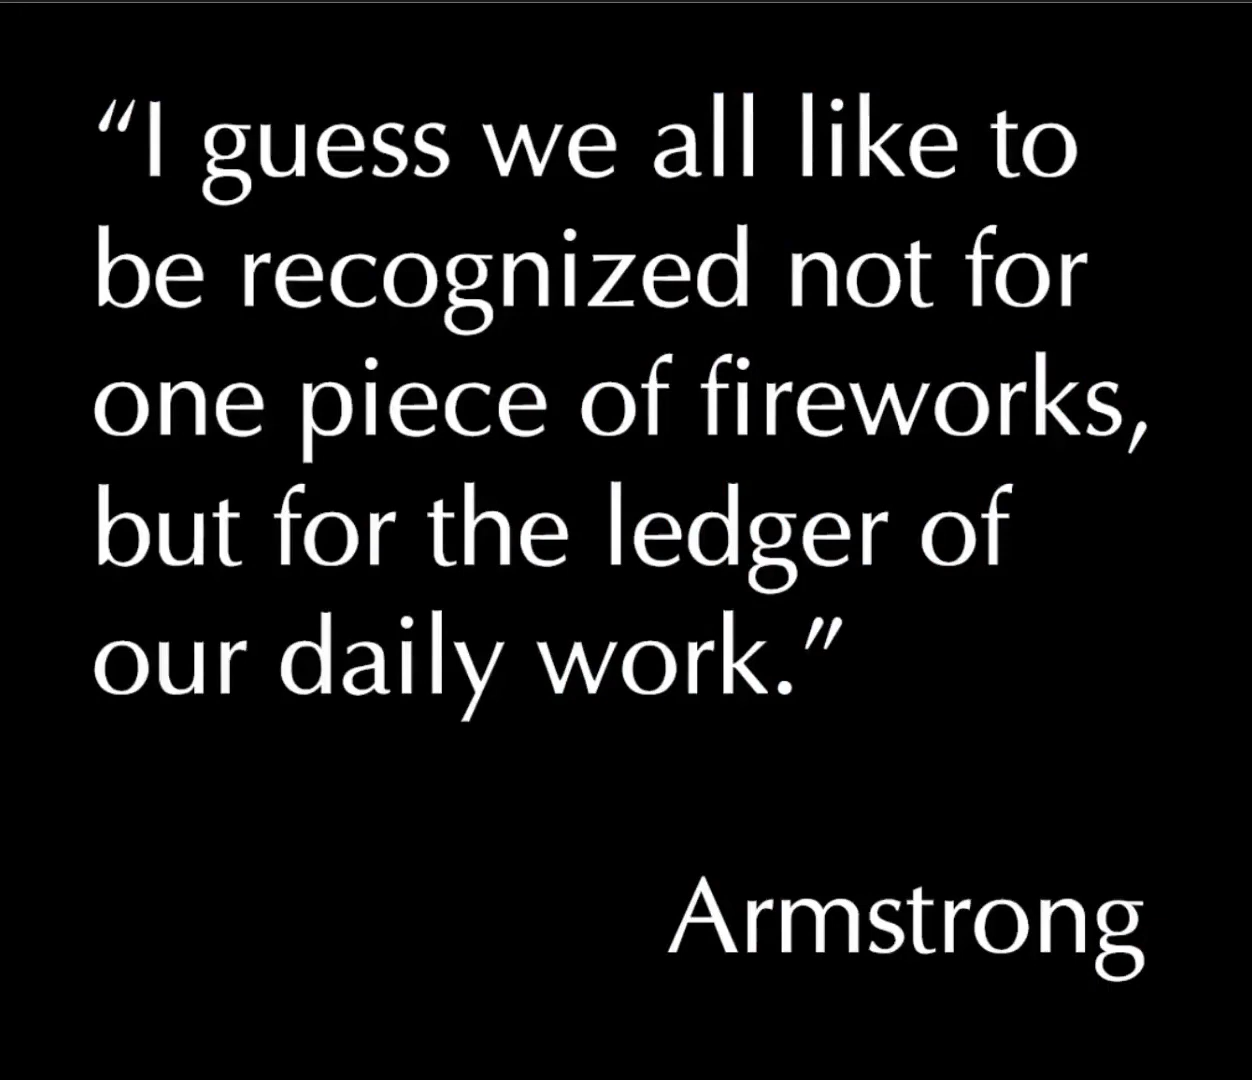 “I guess we all like to
be recognized not for
one piece of fireworks,
but for the ledger of
our daily work.”
Armstrong